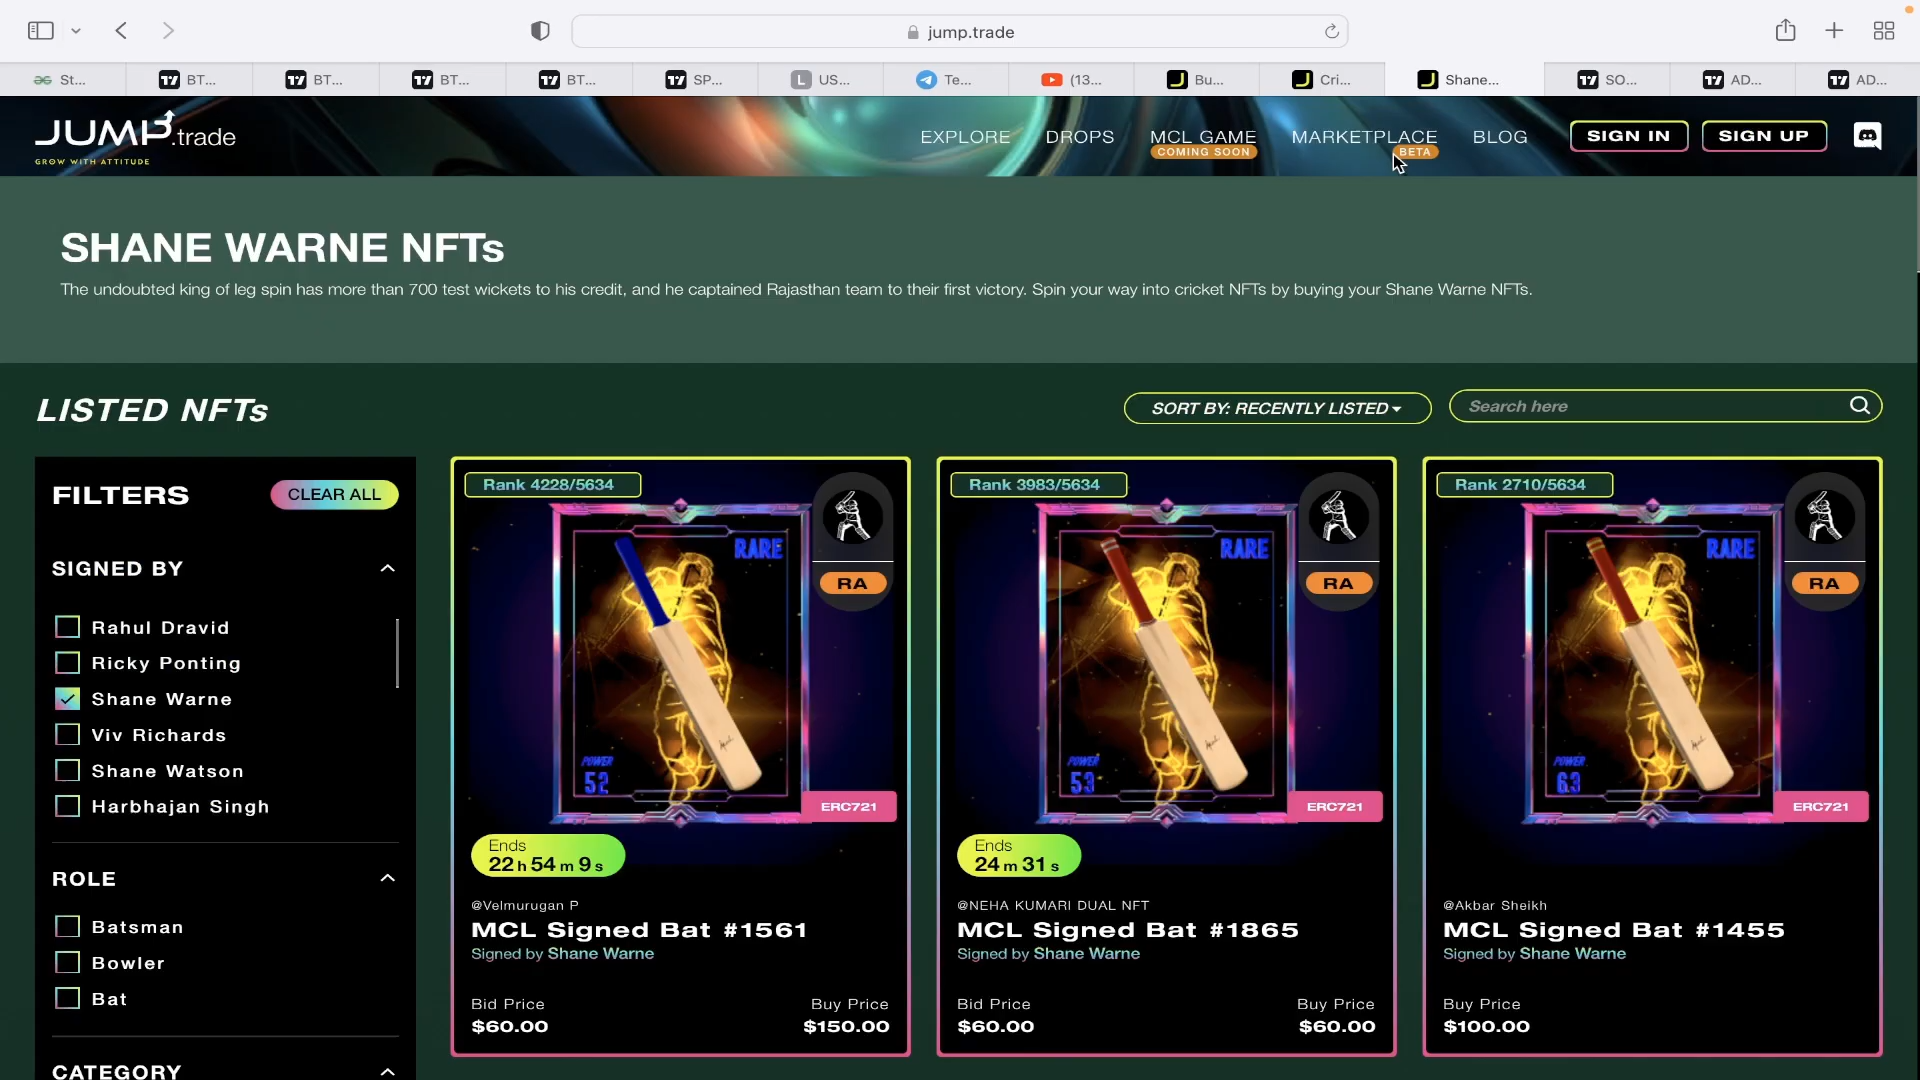 jump.trade
St...
BT...
BT...
BT...
BT...
SP...
US...
Te...
(13...
Bu...
Cri...
Shane...
SO...
AD...
AD...
JUMP.trade
GROW WITH ATTITUDE
EXPLORE
DROPS
MCL GAME
COMING SOON
MARKETPLACE
BETA
BLOG
SIGN IN
SIGN UP
SHANE WARNE NFTs
The undoubted king of leg spin has more than 700 test wickets to his credit, and he captained Rajasthan team to their first victory. Spin your way into cricket NFTs by buying your Shane Warne NFTs.
LISTED NFTs
SORT BY: RECENTLY LISTED
Search here
FILTERS
CLEAR ALL
SIGNED BY
Rahul Dravid
Ricky Ponting
Shane Warne
Viv Richards
Shane Watson
Harbhajan Singh
ROLE
Batsman
Bowler
Bat
CATEGORY
Rank 4228/5634
RARE
RA
POWER
52
ERC721
Ends
22 h 54 m 9 s
@Velmurugan P
MCL Signed Bat #1561
Signed by Shane Warne
Bid Price
Buy Price
$60.00
$150.00
Rank 3983/5634
RARE
RA
POWER
53
ERC721
Ends
24 m 31 s
@NEHA KUMARI DUAL NFT
MCL Signed Bat #1865
Signed by Shane Warne
Bid Price
Buy Price
$60.00
$60.00
Rank 2710/5634
RARE
RA
POWER
63
ERC721
@Akbar Sheikh
MCL Signed Bat #1455
Signed by Shane Warne
Buy Price
$100.00